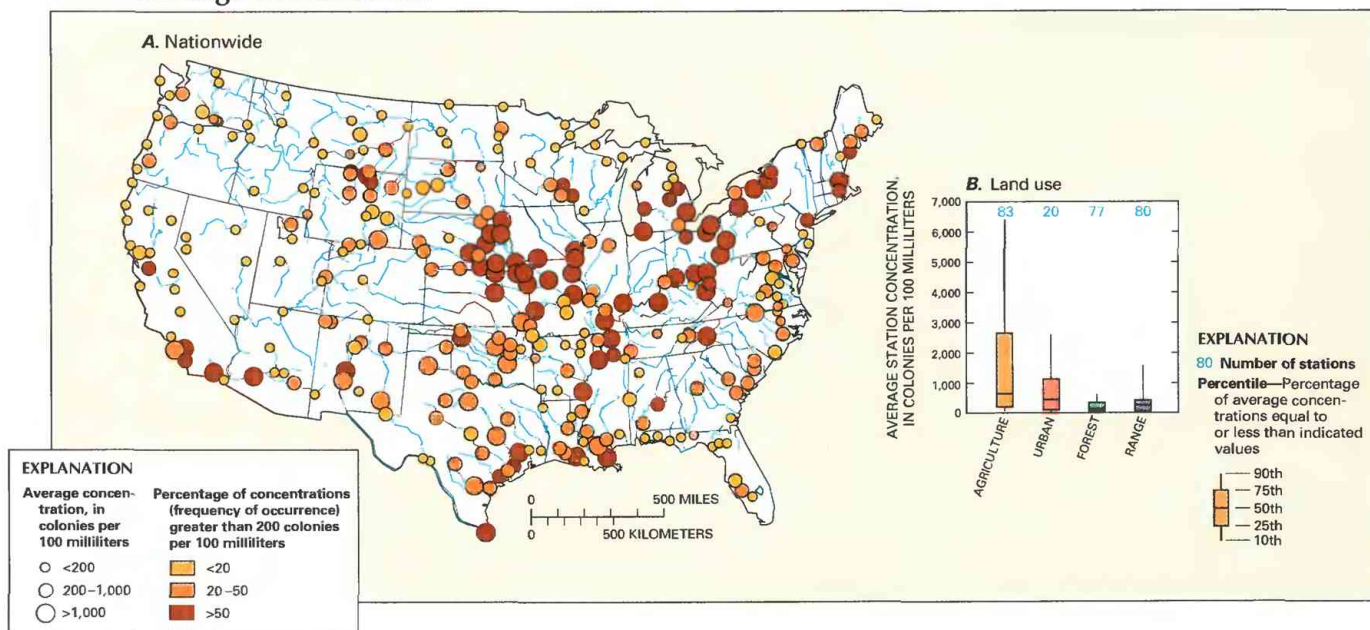 A. Nationwide
0 500 MILES
0 500 KILOMETERS
EXPLANATION
Average concen-
tration, in
colonies per
100 milliliters
<200
200–1,000
>1,000
Percentage of concentrations
(frequency of occurrence)
greater than 200 colonies
per 100 milliliters
<20
20–50
>50
B. Land use
AVERAGE STATION CONCENTRATION,
IN COLONIES PER 100 MILLILITERS
7,000
6,000
5,000
4,000
3,000
2,000
1,000
0
83 20 77 80
AGRICULTURE
URBAN
FOREST
RANGE
EXPLANATION
80 Number of stations
Percentile—Percentage
of average concen-
trations equal to
or less than indicated
values
90th
75th
50th
25th
10th